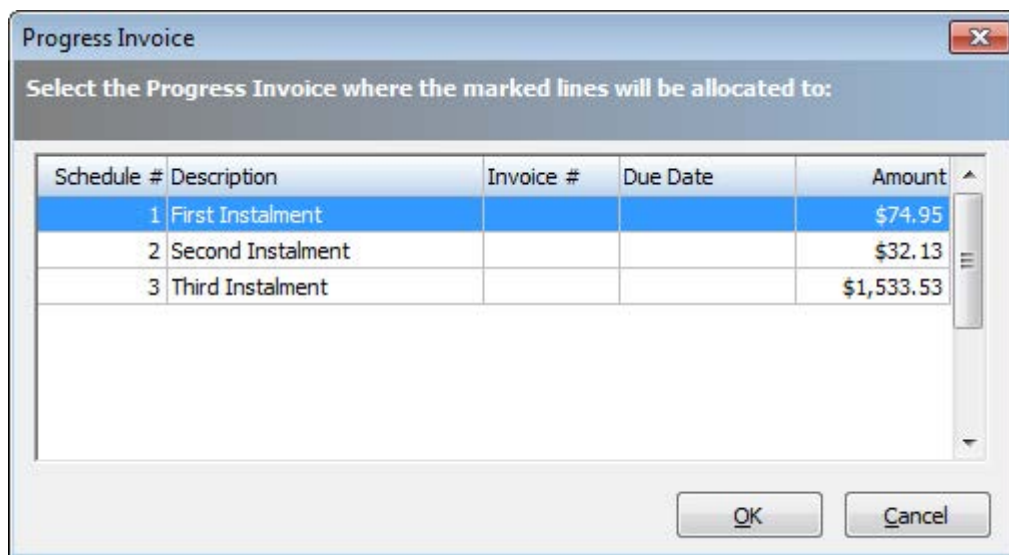 Progress Invoice
Select the Progress Invoice where the marked lines will be allocated to:
Schedule # Description Invoice # Due Date Amount
1 First Instalment $74.95
2 Second Instalment $32.13
3 Third Instalment $1,533.53
OK Cancel